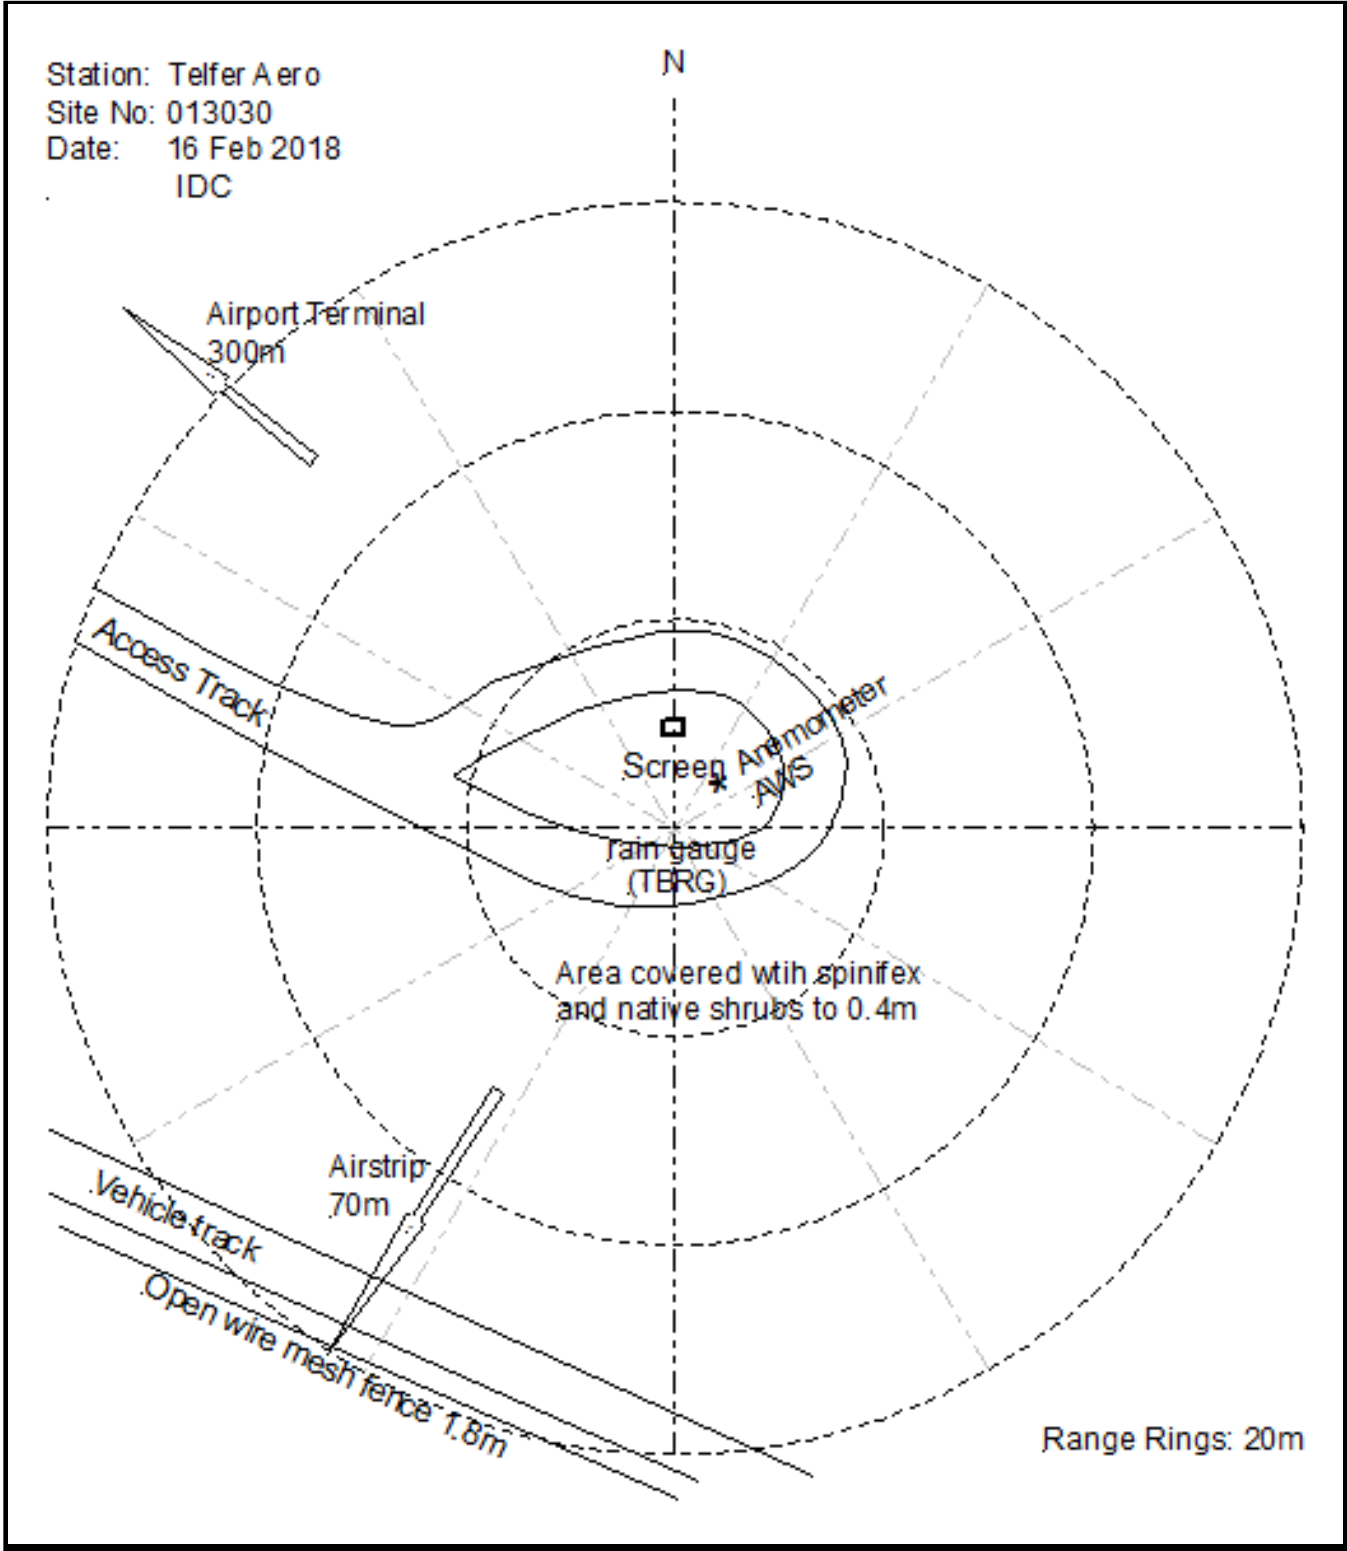 N
Station: Telfer Aero
Site No: 013030
Date: 16 Feb 2018
IDC
Airport Terminal
300m
Access Track
Anemometer
AWS
Screen
rain gauge
(TBRG)
Area covered wtih spinifex
and native shrubs to 0.4m
Airstrip
70m
Vehicle track
Open wire mesh fence 1.8m
Range Rings: 20m